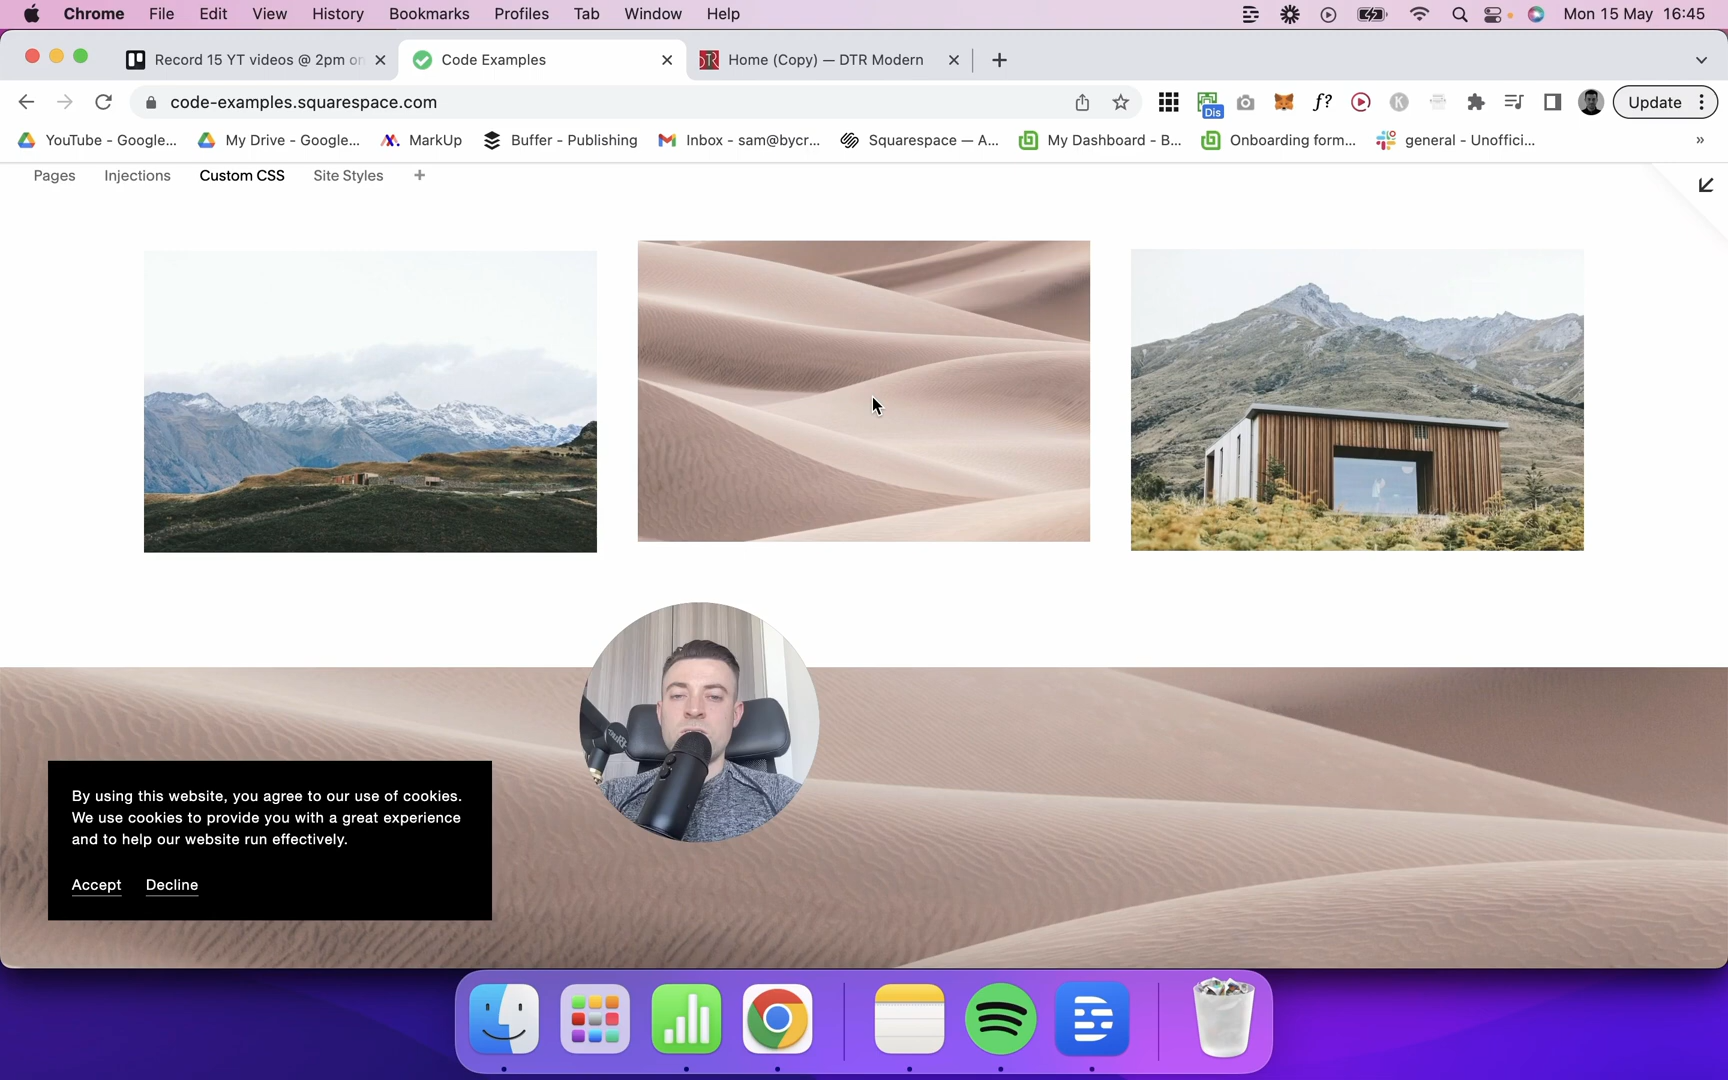 Chrome File Edit View History Bookmarks Profiles Tab Window Help Mon 15 May 16:45
Record 15 YT videos @ 2pm on Code Examples Home (Copy) — DTR Modern
code-examples.squarespace.com Dis f? K Update
YouTube - Google... My Drive - Google... MarkUp Buffer - Publishing Inbox - sam@bycr... Squarespace — A... My Dashboard - B... Onboarding form... general - Unoffici... »
Pages Injections Custom CSS Site Styles +
By using this website, you agree to our use of cookies.
We use cookies to provide you with a great experience
and to help our website run effectively.
Accept Decline